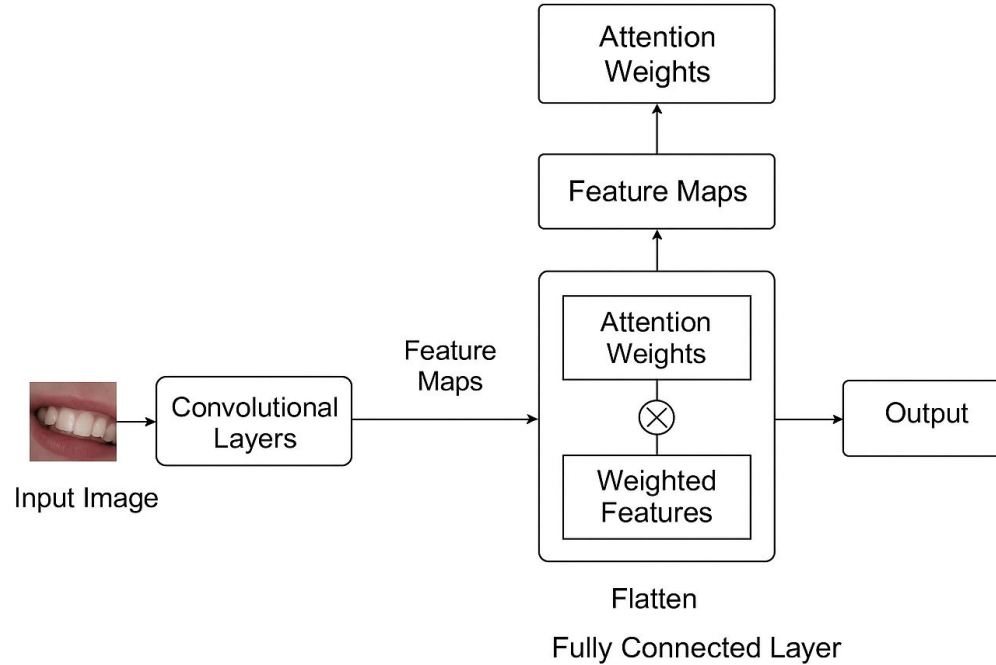 Attention
Weights
Feature Maps
Attention
Weights
Feature
Maps
Convolutional
Layers
Output
Weighted
Features
Input Image
Flatten
Fully Connected Layer